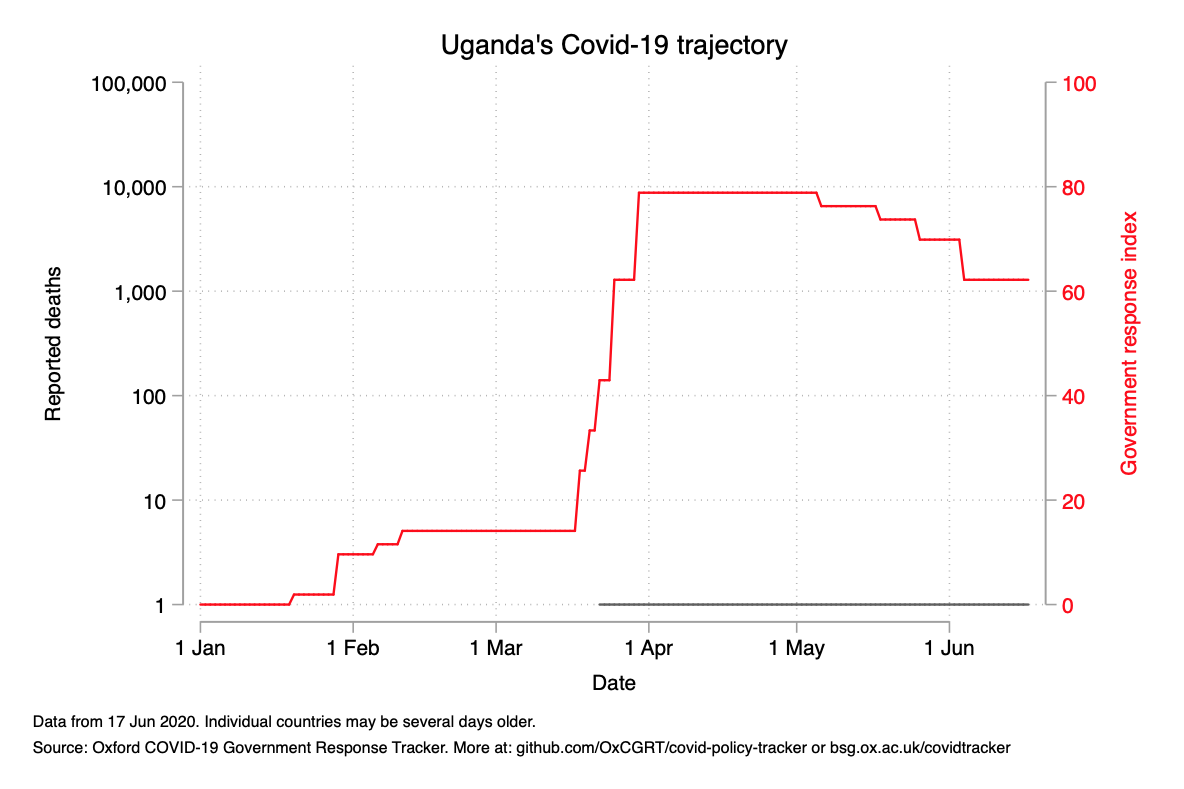 Uganda's Covid-19 trajectory
100,000
10,000
1,000
100
10
1
Reported deaths
100
80
60
40
20
0
Government response index
1 Jan
1 Feb
1 Mar
1 Apr
1 May
1 Jun
Date
Data from 17 Jun 2020. Individual countries may be several days older.
Source: Oxford COVID-19 Government Response Tracker. More at: github.com/OxCGRT/covid-policy-tracker or bsg.ox.ac.uk/covidtracker